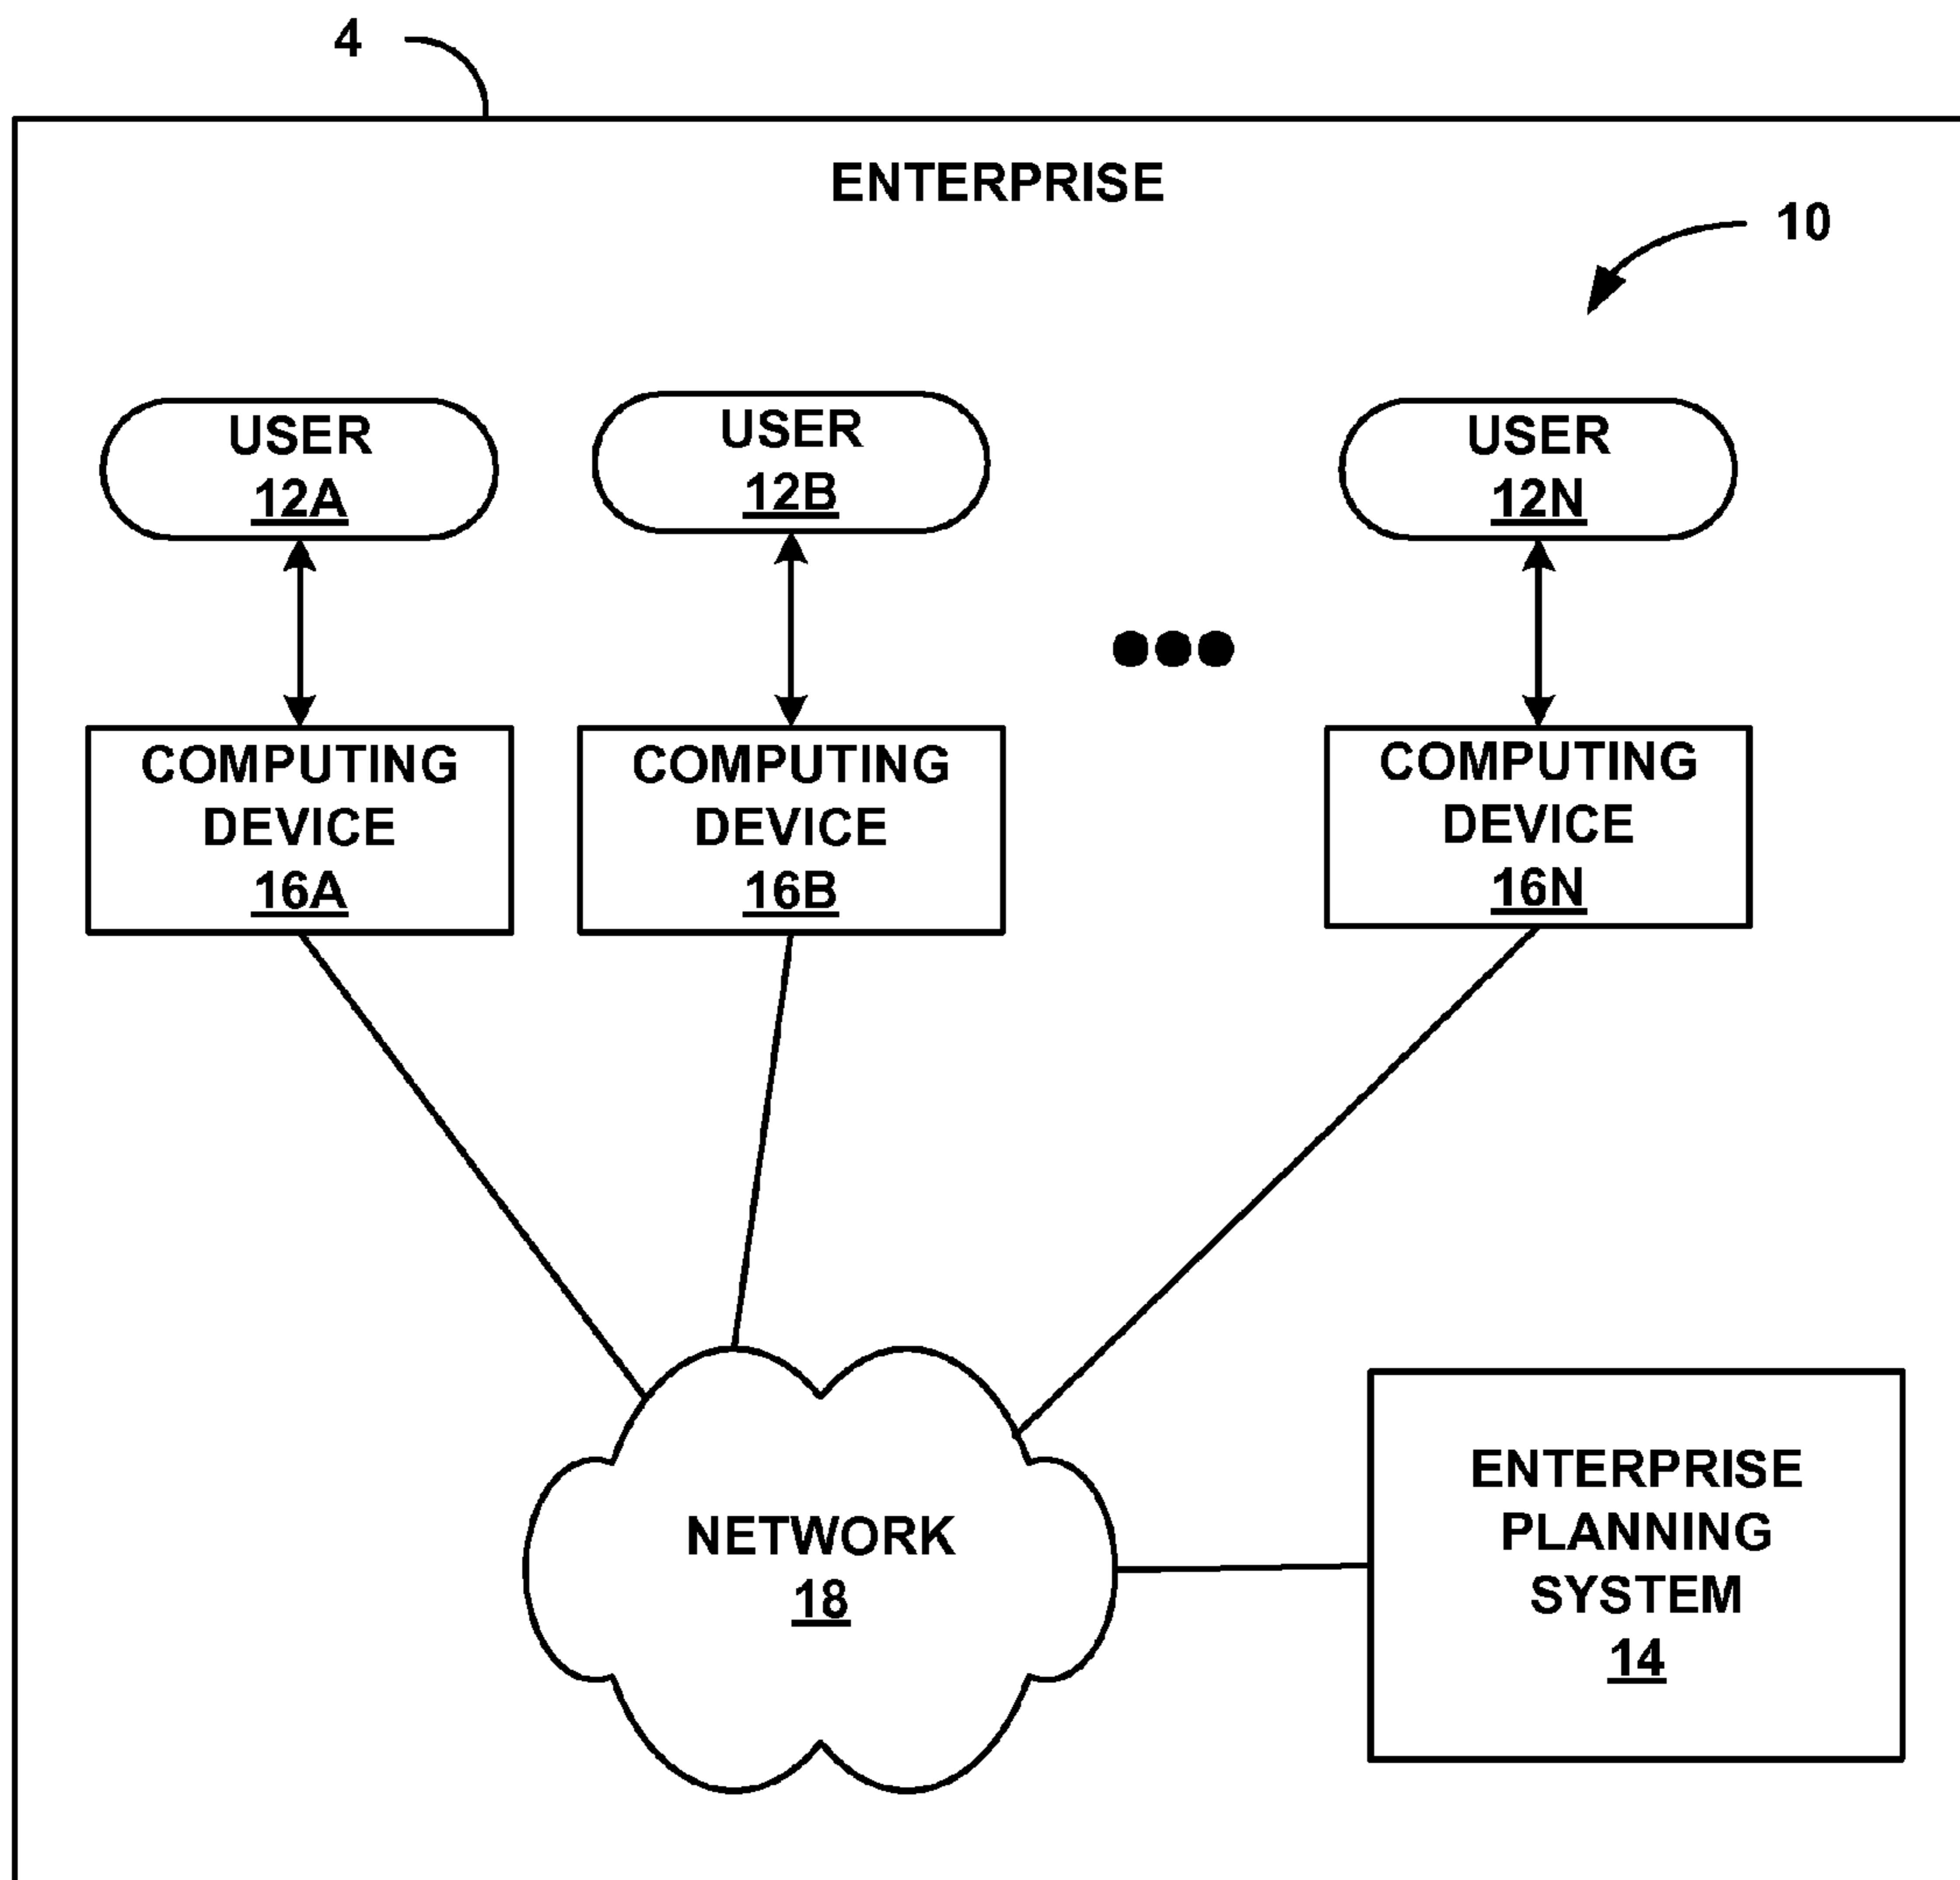 4
ENTERPRISE
10
USER
12A
USER
12B
USER
12N
COMPUTING
DEVICE
16A
COMPUTING
DEVICE
16B
COMPUTING
DEVICE
16N
NETWORK
18
ENTERPRISE
PLANNING
SYSTEM
14